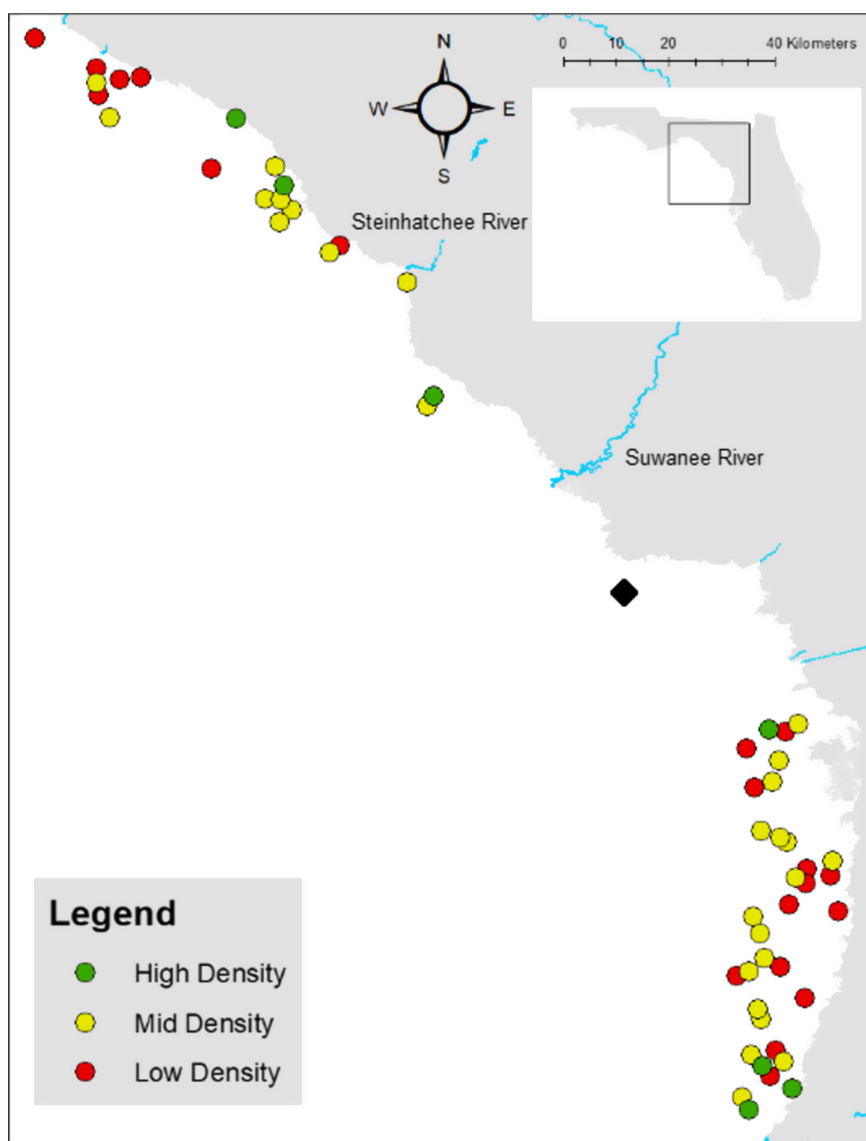 N
0 10 20 40 Kilometers
W E
S
Steinhatchee River
Suwanee River
Legend
High Density
Mid Density
Low Density